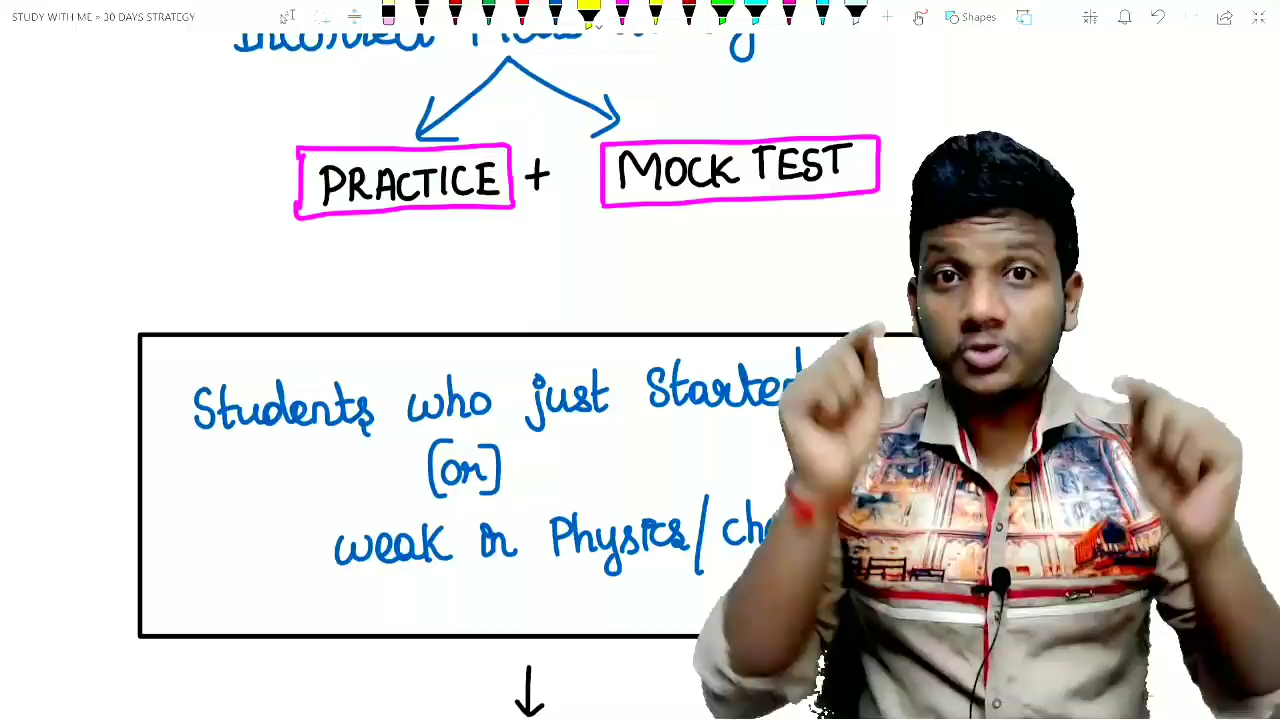 STUDY WITH ME » 30 DAYS STRATEGY
Shapes
PRACTICE + MOCK TEST
Students who just Started
[or]
weak in Physics/